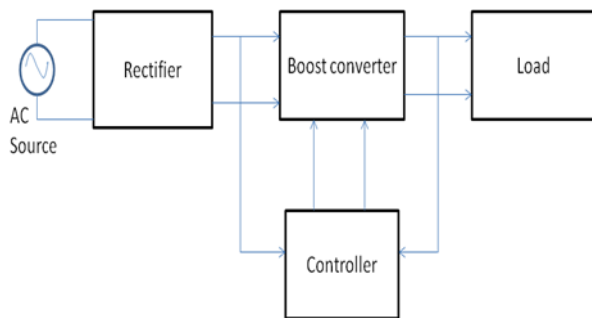 Rectifier
Boost converter
Load
AC
Source
Controller